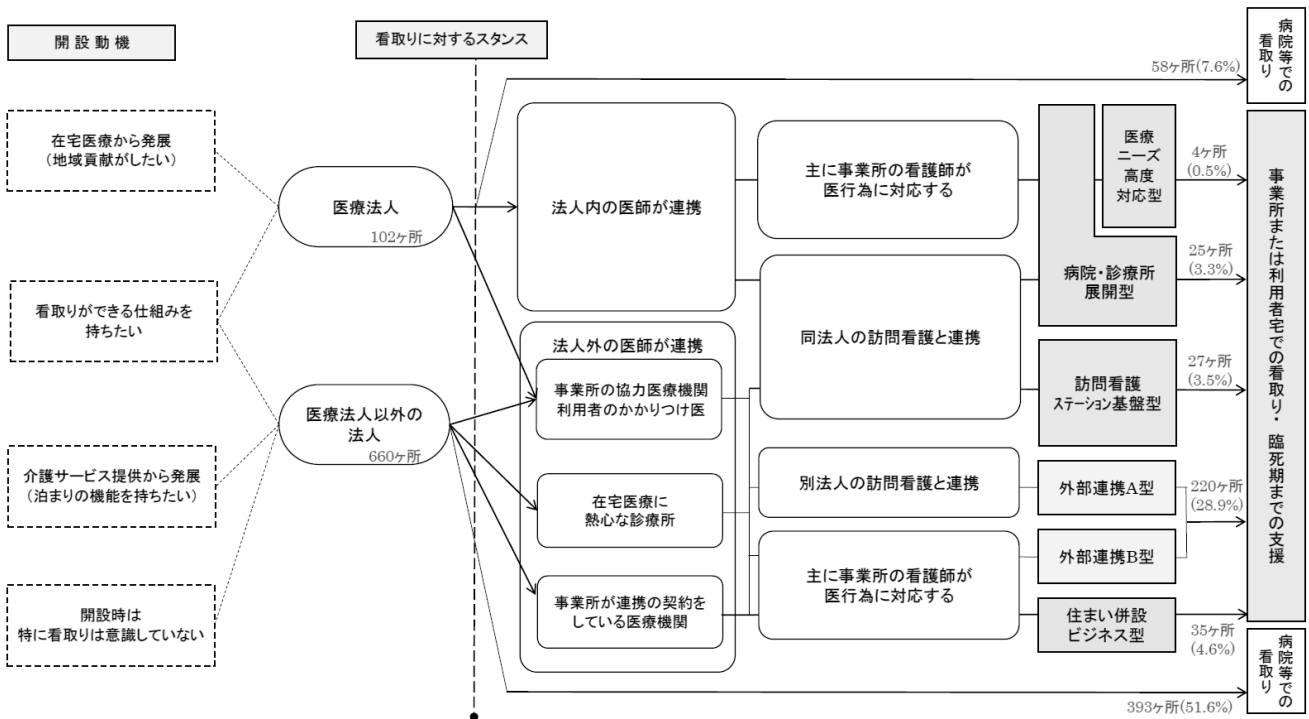 開設動機
看取りに対するスタンス
在宅医療から発展
(地域貢献がしたい)
看取りができる仕組みを
持ちたい
介護サービス提供から発展
(泊まりの機能を持ちたい)
開設時は
特に看取りは意識していない
医療法人
102ヶ所
医療法人以外の
法人
660ヶ所
法人内の医師が連携
法人外の医師が連携
事業所の協力医療機関
利用者のかかりつけ医
在宅医療に
熱心な診療所
事業所が連携の契約を
している医療機関
主に事業所の看護師が
医行為に対応する
同法人の訪問看護と連携
別法人の訪問看護と連携
主に事業所の看護師が
医行為に対応する
医療
ニーズ
高度
対応型
病院・診療所
展開型
訪問看護
ステーション基盤型
外部連携A型
外部連携B型
住まい併設
ビジネス型
58ヶ所(7.6%)
4ヶ所
(0.5%)
25ヶ所
(3.3%)
27ヶ所
(3.5%)
220ヶ所
(28.9%)
35ヶ所
(4.6%)
393ヶ所(51.6%)
病院等での
看取り
事業所または利用者宅での看取り・臨死期までの支援
病院等での
看取り